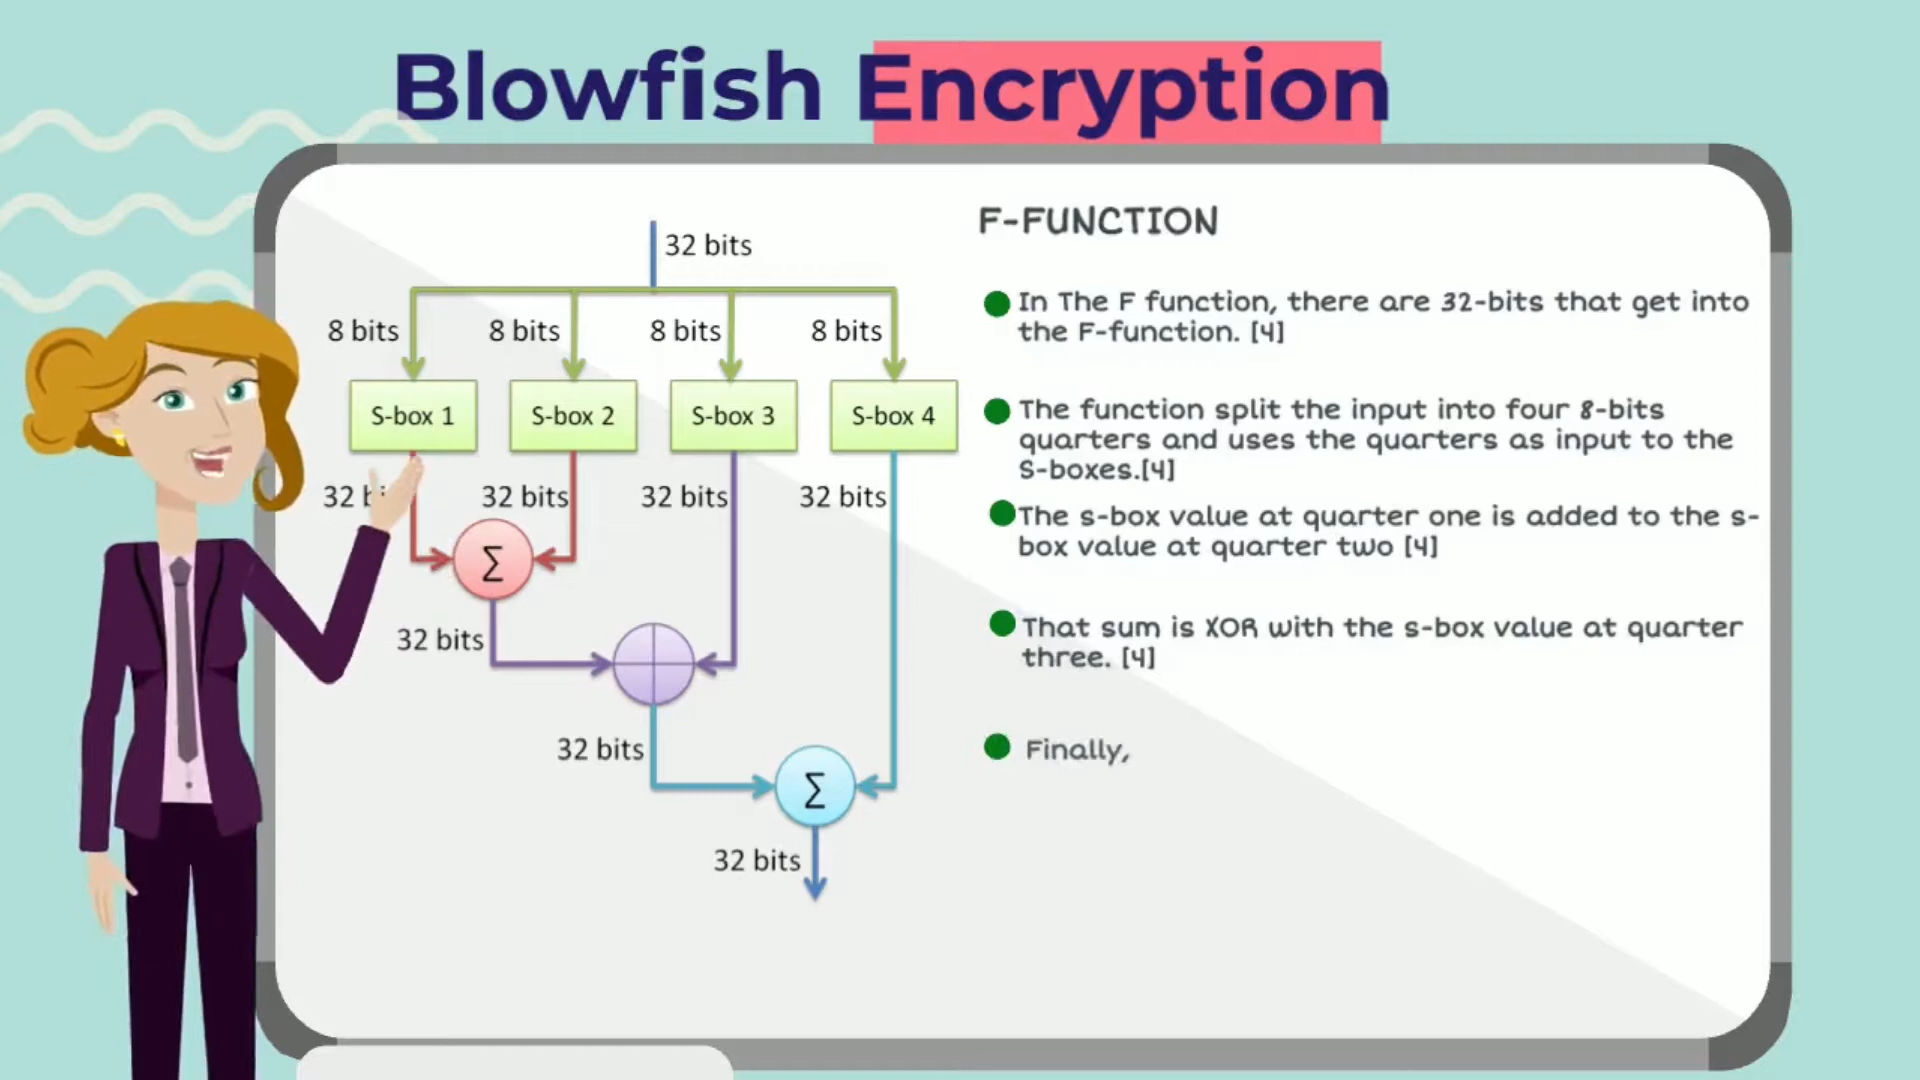 Blowfish Encryption
32 bits
8 bits 8 bits 8 bits 8 bits
S-box 1 S-box 2 S-box 3 S-box 4
32 32 bits 32 bits 32 bits
Σ
32 bits
32 bits
Σ
32 bits
F-FUNCTION
In The F function, there are 32-bits that get into
the F-function. [4]
The function split the input into four 8-bits
quarters and uses the quarters as input to the
S-boxes.[4]
The s-box value at quarter one is added to the s-
box value at quarter two [4]
That sum is XOR with the s-box value at quarter
three. [4]
Finally,